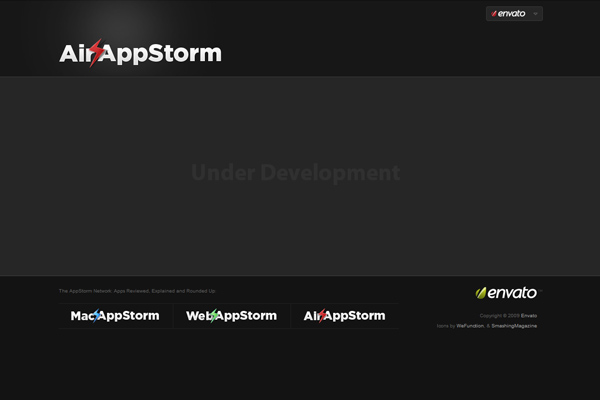 envato
AirAppStorm
Under Development
The AppStorm Network: Apps Reviewed, Explained and Rounded Up
envato
MacAppStorm WebAppStorm AirAppStorm
Copyright © 2009 Envato
Icons by WeFunction, & SmashingMagazine